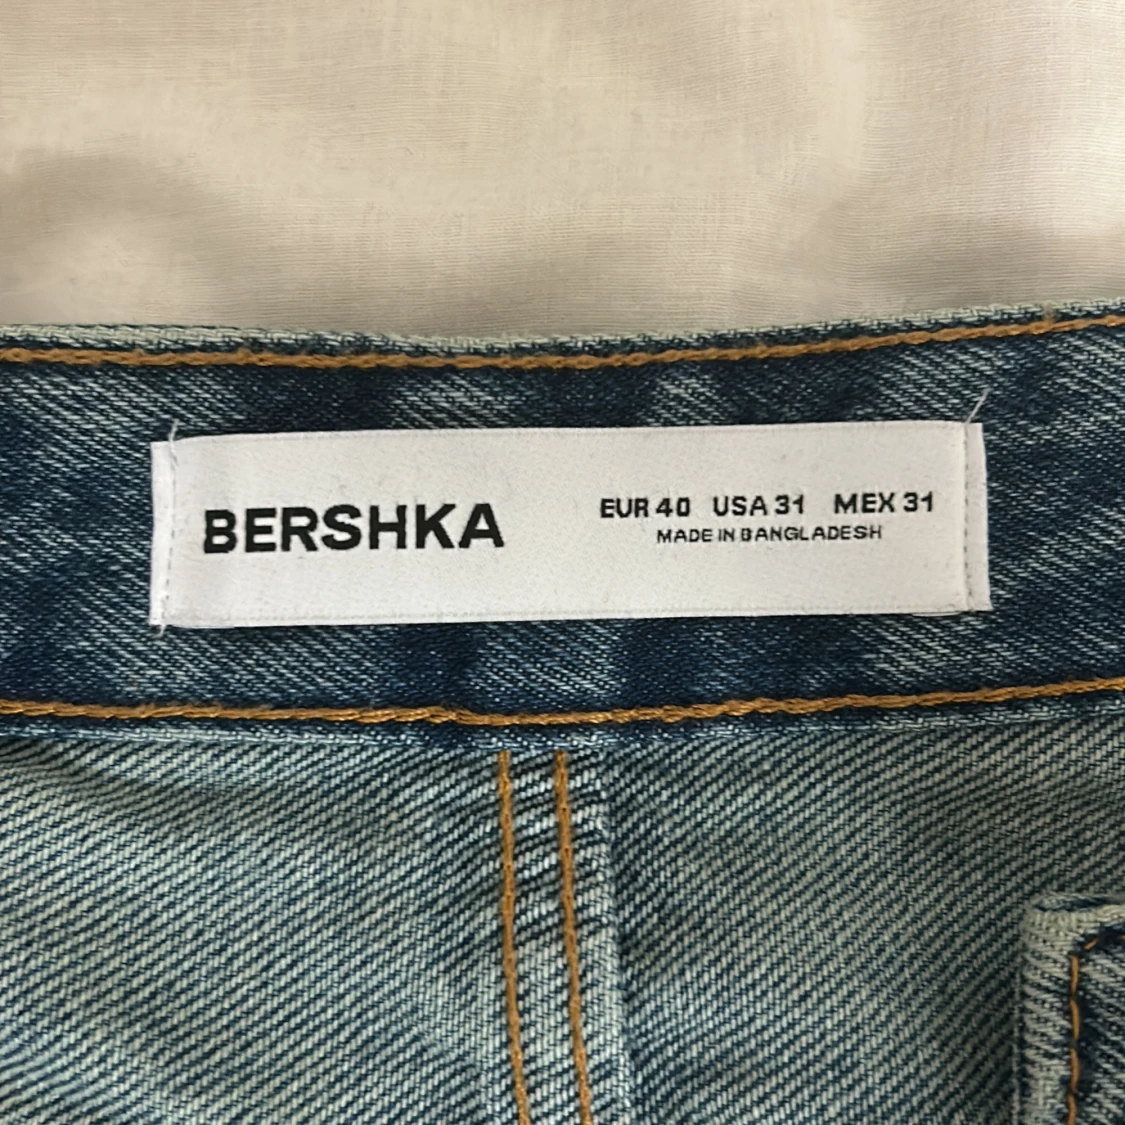 BERSHKA
EUR 40 USA 31 MEX 31
MADE IN BANGLADESH